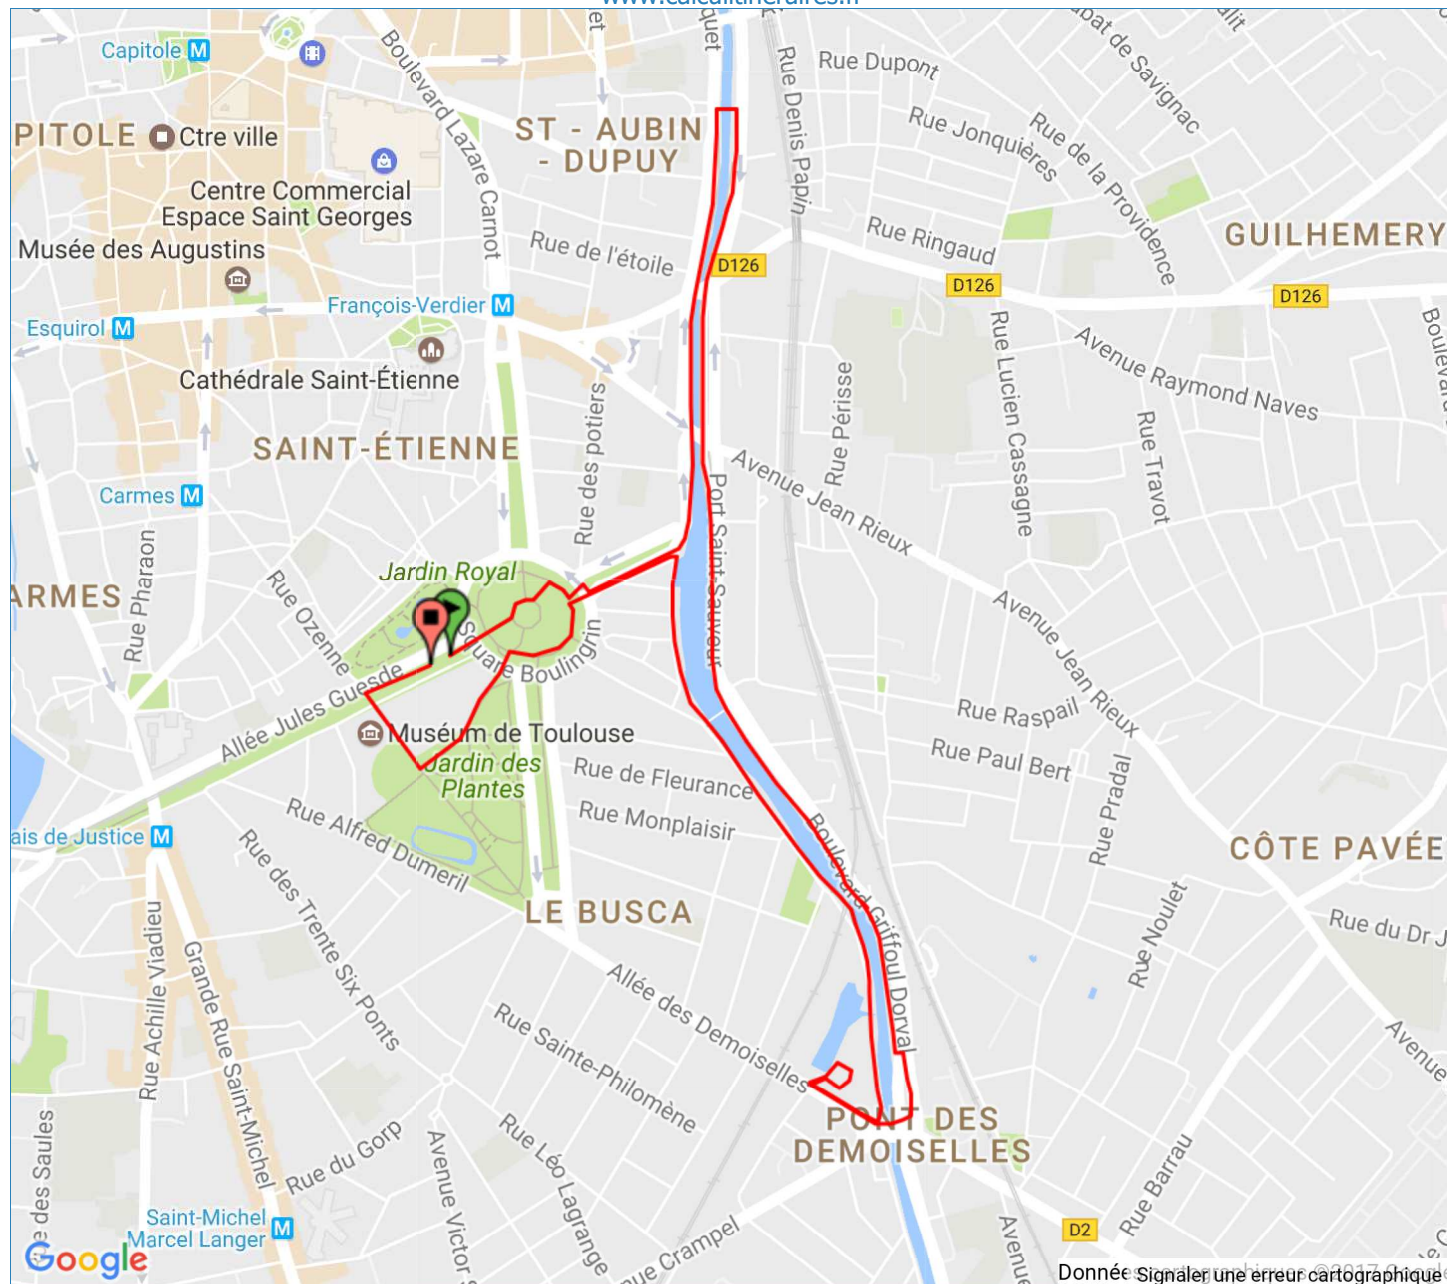 www.calculitineraires.fr
Capitole M
Boulevard Lazare Carnot
Rue Dupont
Rue Denis Papin
Rue Jonquières
Rue de la Providence
PITOLE
Ctre ville
ST - AUBIN
- DUPUY
Centre Commercial
Espace Saint Georges
Musée des Augustins
Rue de l'étoile
Rue Ringaud
GUILHEMERY
D126
D126
D126
François-Verdier M
Esquirol M
Cathédrale Saint-Étienne
Rue Lucien Cassagne
Avenue Raymond Naves
Rue des potiers
Rue Périsse
Rue Travot
SAINT-ÉTIENNE
Avenue Jean Rieux
Carmes M
Port Saint-Sauveur
Rue Pharaon
Jardin Royal
ARMES
Rue Ozenne
Avenue Jean Rieux
Square Boulingrin
Allée Jules Guesde
Muséum de Toulouse
Jardin des
Plantes
Rue Raspail
Rue Paul Bert
Rue de Fleurance
Rue Monplaisir
Rue Pradal
ais de Justice M
Rue Alfred Dumeril
Boulevard Griffoul Dorval
CÔTE PAVÉE
Rue des Trente Six Ponts
LE BUSCA
Rue Noulet
Rue du Dr J
Rue Achille Viadieu
Grande Rue Saint-Michel
Allée des Demoiselles
Rue Sainte-Philomène
Avenue
PONT DES
DEMOISELLES
e des Saules
Rue du Gorp
Rue Léo Lagrange
Avenue Victor
Rue Barrau
Saint-Michel
Marcel Langer M
ue Crampel
D2
Avenue
Google
Signaler une erreur cartographique